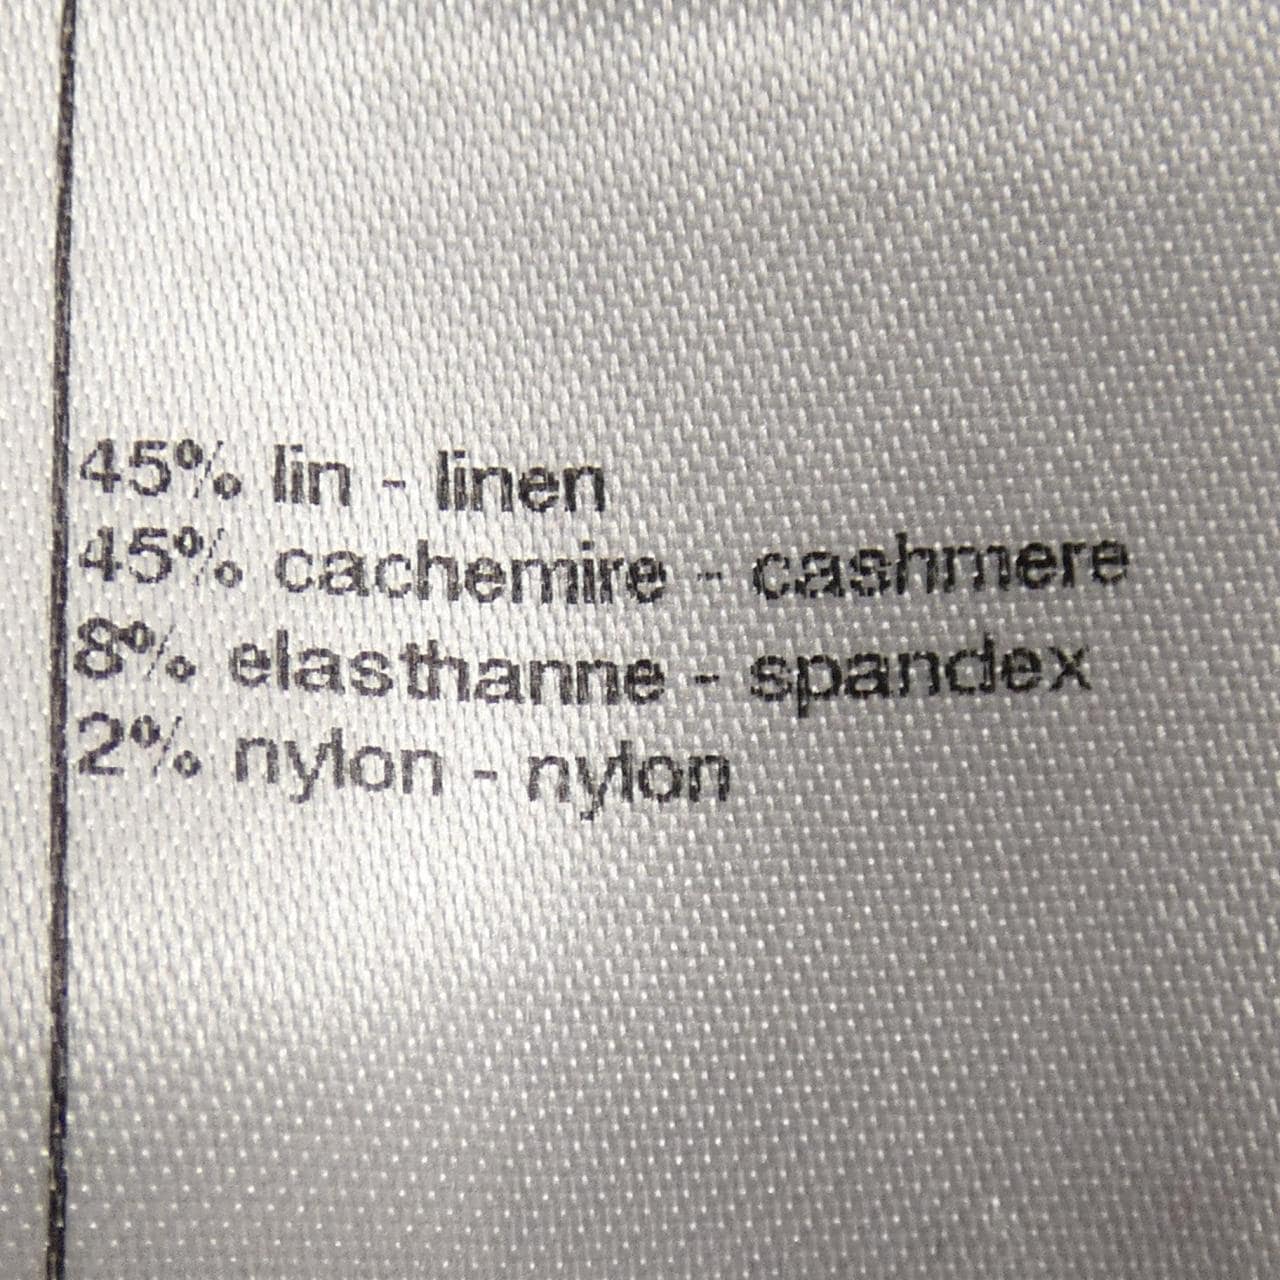 45% lin - linen
45% cachemire - cashmere
8% elasthanne - spandex
2% nylon - nylon